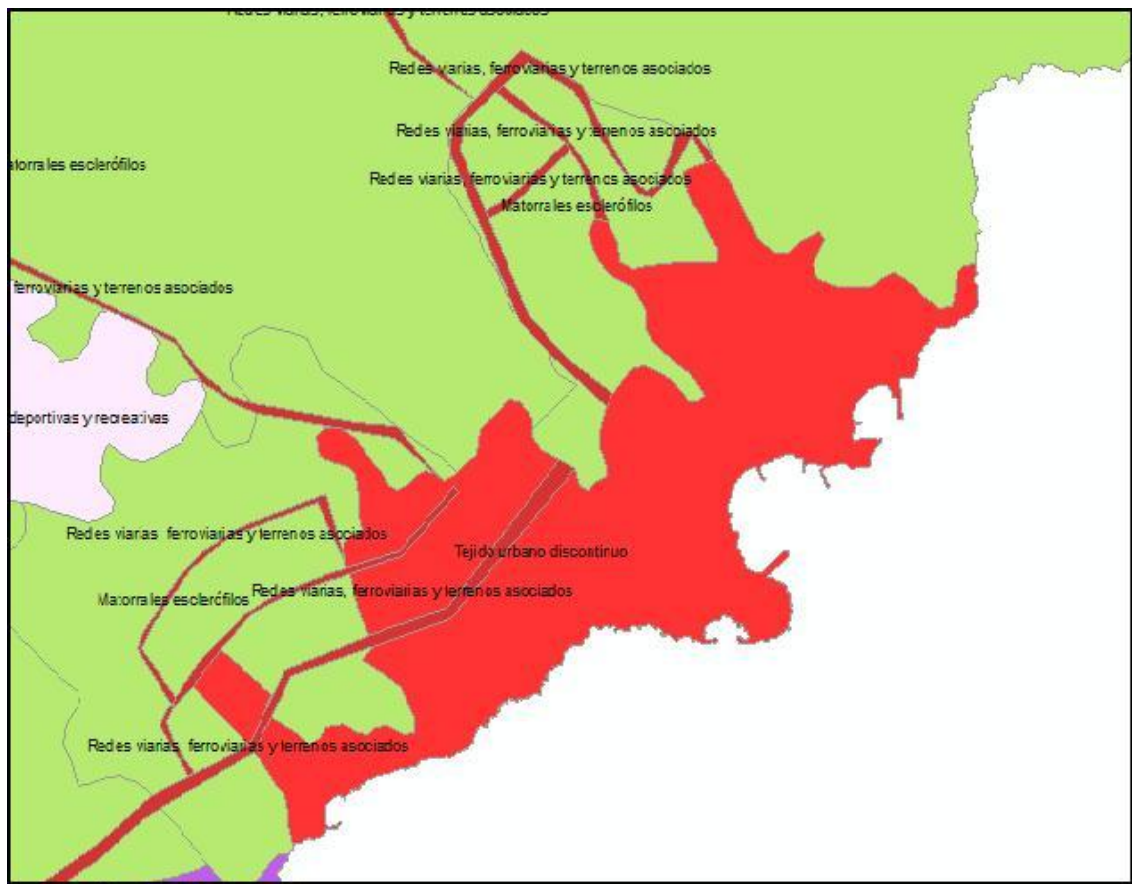 Redes viarias, ferroviarias y terrenos asociados
Redes viarias, ferroviarias y terrenos asociados
Redes viarias, ferroviarias y terrenos asociados
atorrales esclerófilos
Redes viarias, ferroviarias y terrenos asociados
Matorrales esclerófilos
ferroviarias y terrenos asociados
deportivas y recreativas
Redes viarias, ferroviarias y terrenos asociados
Tejido urbano discontinuo
Redes viarias, ferroviarias y terrenos asociados
Matorrales esclerófilos
Redes viarias, ferroviarias y terrenos asociados